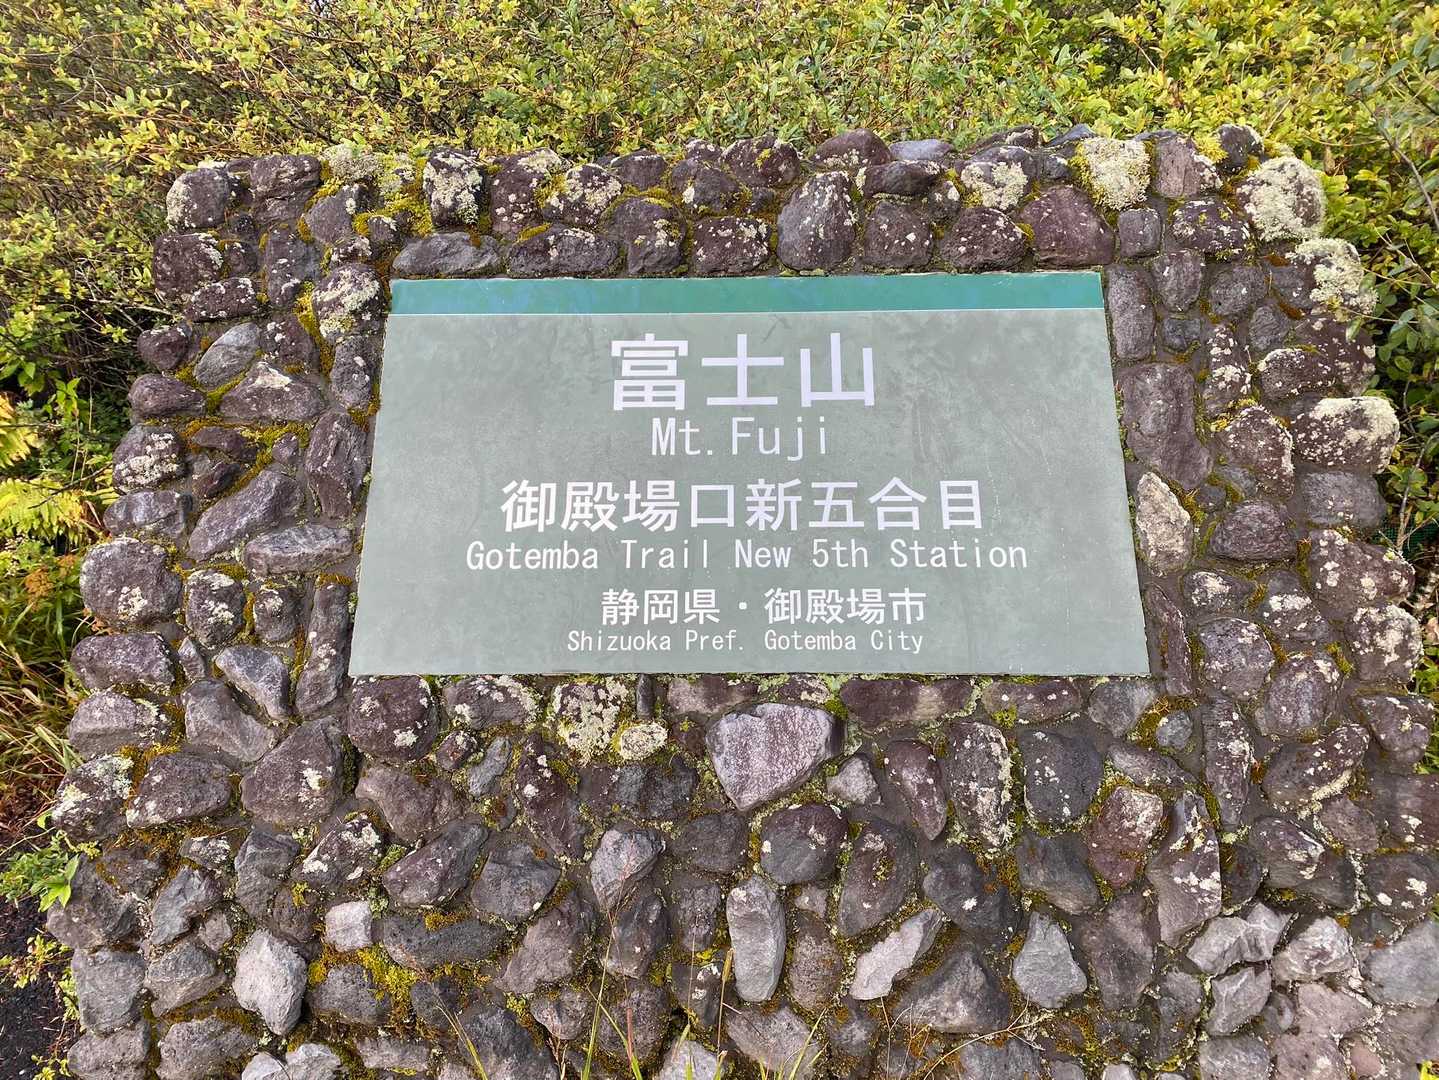 富士山
Mt.Fuji
御殿場口新五合目
Gotemba Trail New 5th Station
静岡県・御殿場市
Shizuoka Pref. Gotemba City